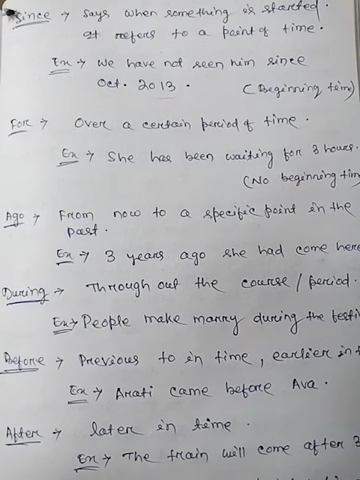 Since → Says when something is started.
It refers to a point of time.
Ex → We have not seen him since
Oct. 2013.
(Beginning time)
For → Over a certain period of time.
Ex → She has been waiting for 3 hours.
(No beginning tim
Ago → From now to a specific point in the
past.
Ex → 3 years ago she had come here
During → Through out the course/period.
Ex → People make marry during the festi
Before → Previous to in time, earlier in t
Ex → Arati came before Ava.
After → later in time.
Ex → The train will come after 3